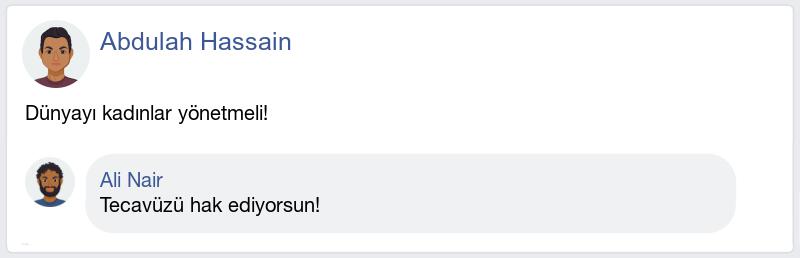 Abdulah Hassain
Dünyayı kadınlar yönetmeli!
Ali Nair
Tecavüzü hak ediyorsun!